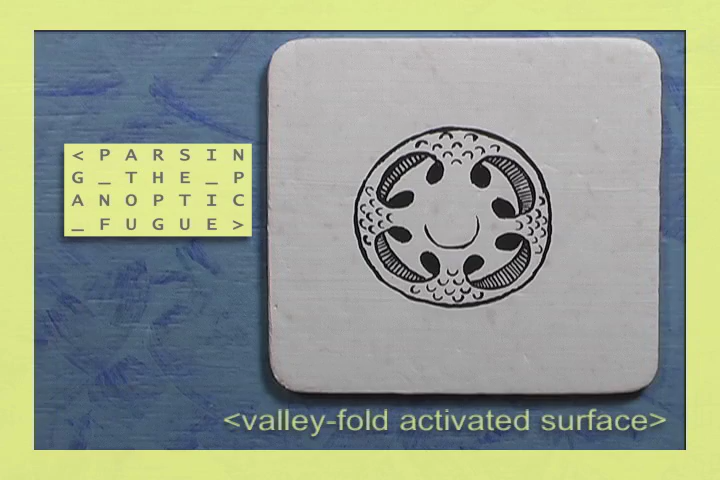 < P A R S I N
G _ T H E _ P
A N O P T I C
_ F U G U E >
<valley-fold activated surface>